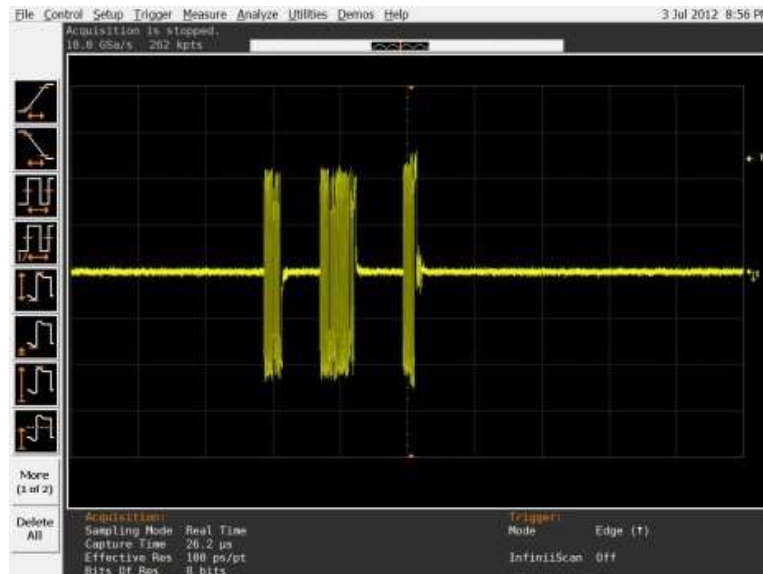 File Control Setup Trigger Measure Analyze Utilities Demos Help 3 Jul 2012 8:56 PM
Acquisition is stopped.
10.0 GSa/s 262 kpts
More
(1 of 2)
Delete
All
Acquisition:
Sampling Mode Real Time
Capture Time 26.2 µs
Effective Res 100 ps/pt
Bits Of Res 8 bits
Trigger:
Mode Edge (↑)
InfiniiScan Off